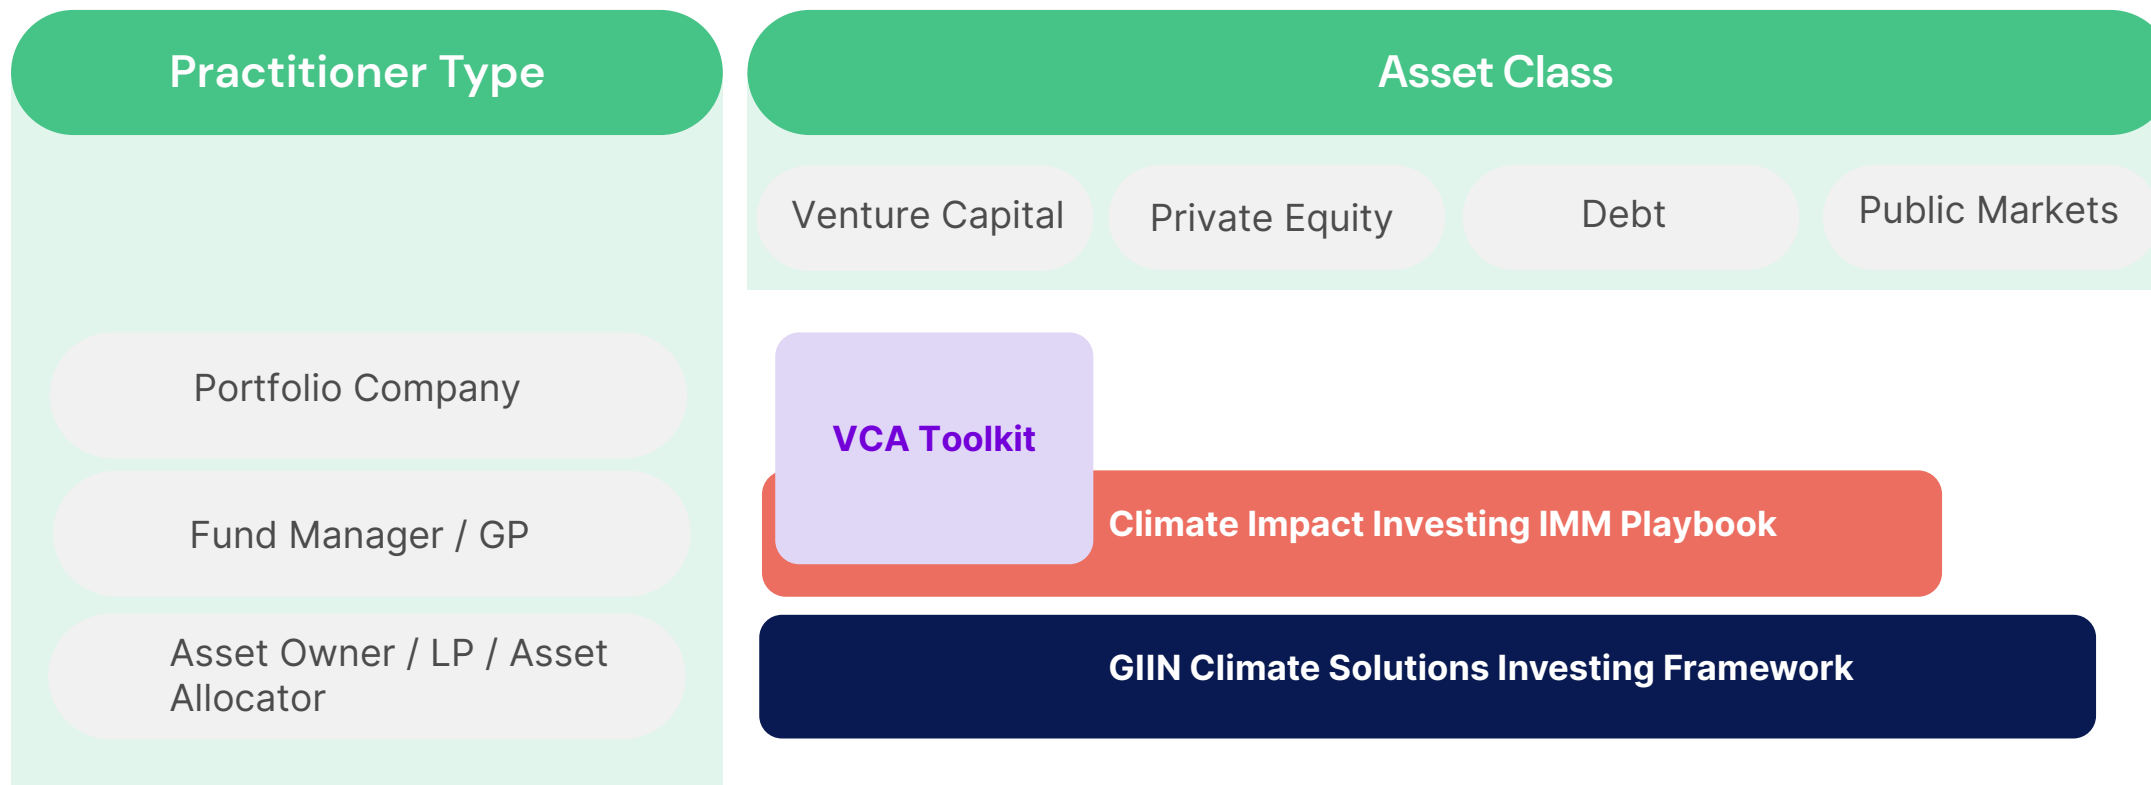 Practitioner Type
Asset Class
Venture Capital
Private Equity
Debt
Public Markets
Portfolio Company
VCA Toolkit
Fund Manager / GP
Climate Impact Investing IMM Playbook
Asset Owner / LP / Asset
Allocator
GIIN Climate Solutions Investing Framework